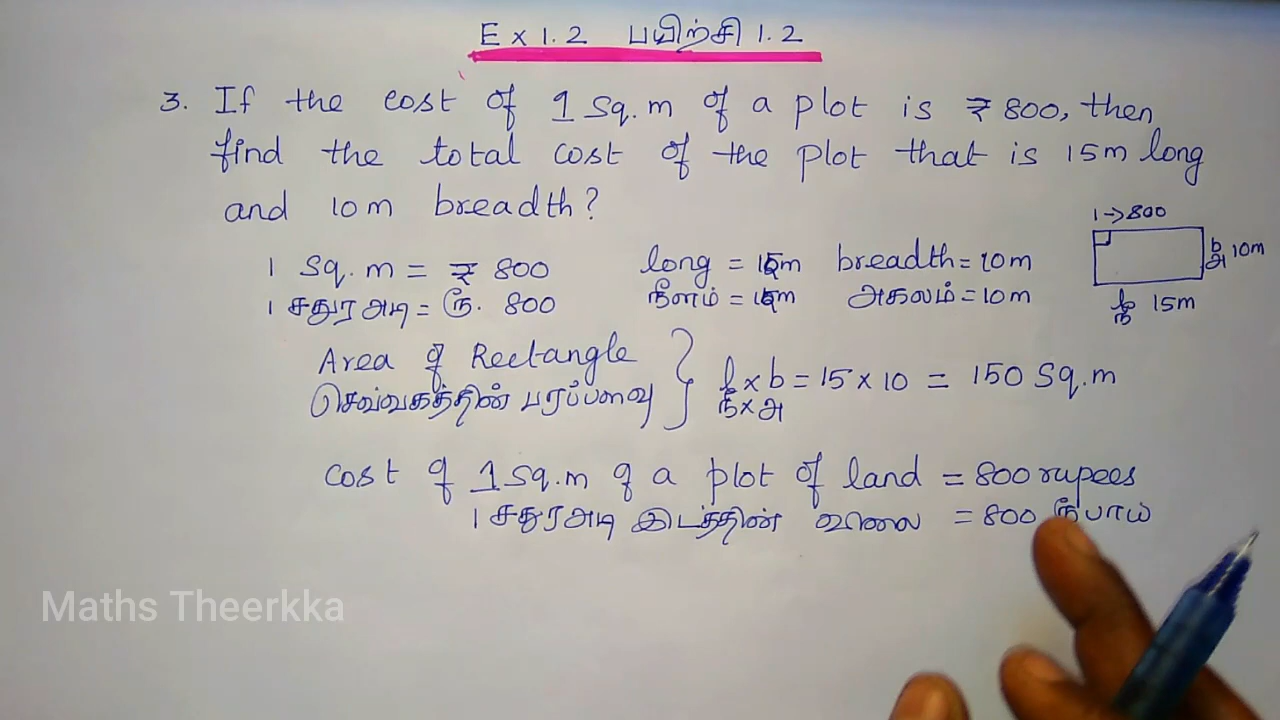 Ex 1.2 பயிற்சி 1.2
3. If the cost of 1 sq.m of a plot is ₹ 800, then
find the total cost of the plot that is 15m long
and 10m breadth?
1 → 800
b
அ 10m
l
நீ 15m
1 sq.m = ₹ 800 long = 15m breadth = 10m
1 சதுர அடி = ரூ. 800 நீளம் = 15m அகலம் = 10m
Area of Rectangle
செவ்வகத்தின் பரப்பளவு } l x b = 15 x 10 = 150 sq.m
நீ x அ
Cost of 1 sq.m of a plot of land = 800 rupees
1 சதுர அடி இடத்தின் விலை = 800 ரூபாய்
Maths Theerkka